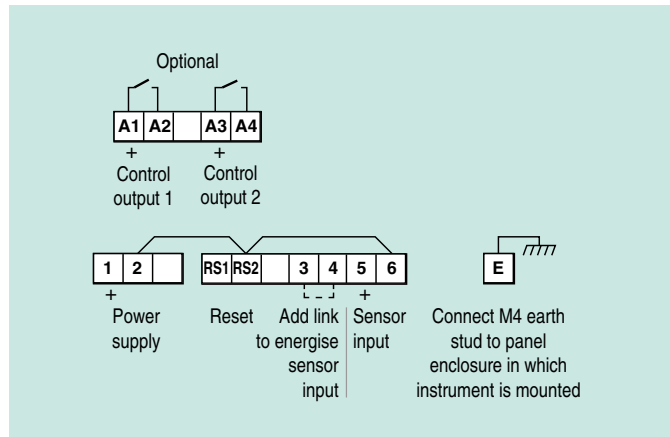 Optional
A1 A2 A3 A4
+ +
Control output 1
Control output 2
1 2 RS1 RS2 3 4 5 6 E
+ +
Power supply
Reset
Add link to energise sensor input
Sensor input
Connect M4 earth stud to panel enclosure in which instrument is mounted